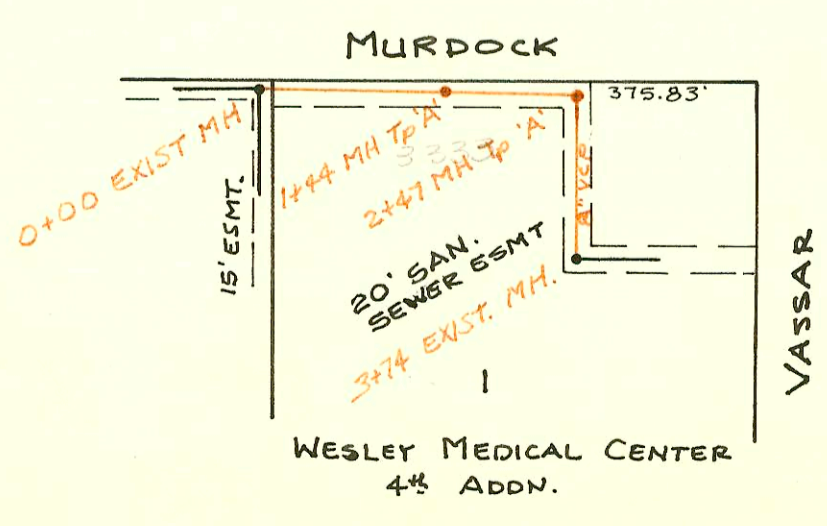 MURDOCK
375.83'
0+00 EXIST MH
1+44 MH Tp 'A'
3333
2+47 MH Tp 'A'
15' ESMT.
20' SAN.
SEWER ESMT
VCP
3+74 EXIST. MH.
VASSAR
1
WESLEY MEDICAL CENTER
4th ADDN.